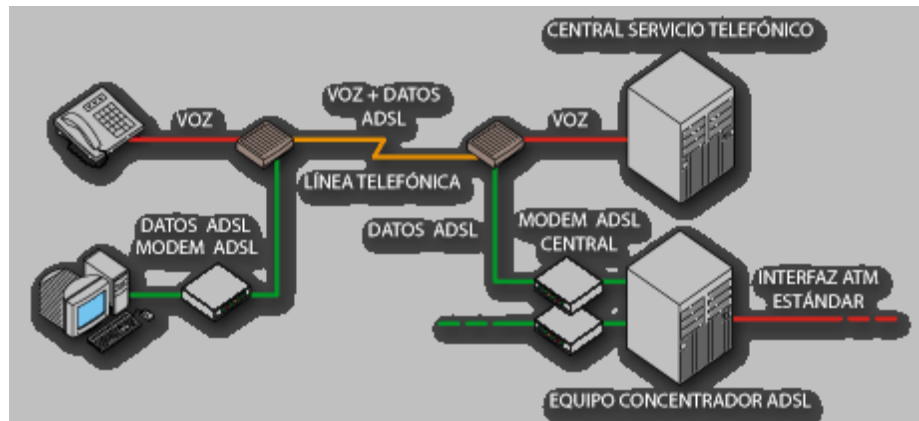 CENTRAL SERVICIO TELEFÓNICO
VOZ
VOZ + DATOS
ADSL
VOZ
LÍNEA TELEFÓNICA
DATOS ADSL
MODEM ADSL
DATOS ADSL
MODEM ADSL
CENTRAL
INTERFAZ ATM
ESTÁNDAR
EQUIPO CONCENTRADOR ADSL